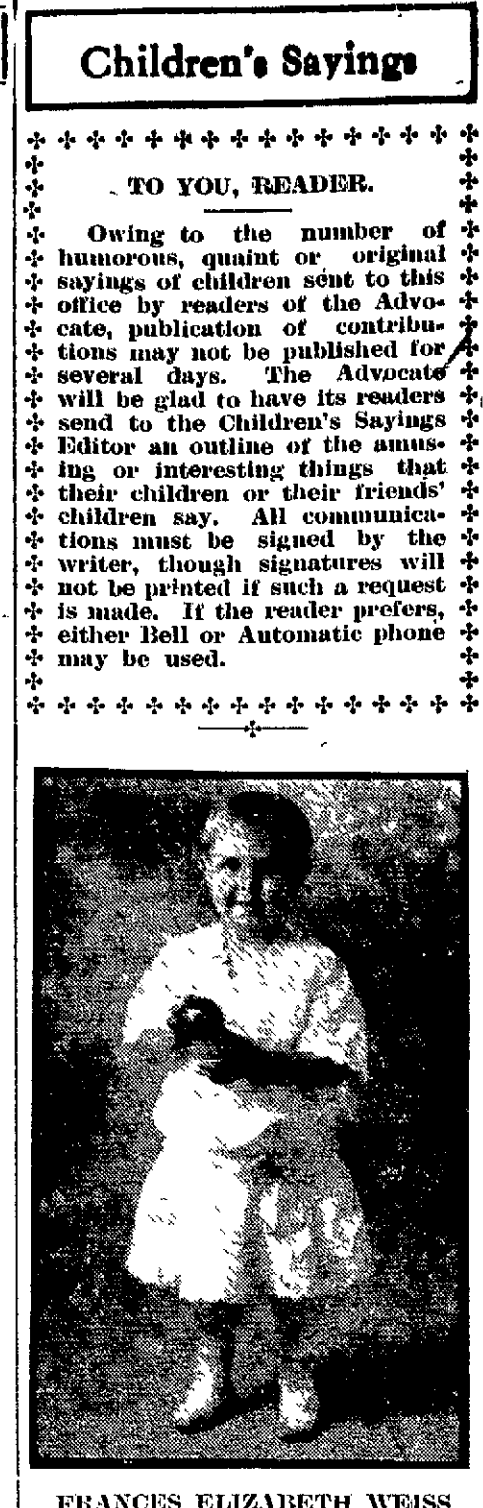 Children's Sayings
TO YOU, READER.
Owing to the number of
humorous, quaint or original
sayings of children sent to this
office by readers of the Advo-
cate, publication of contribu-
tions may not be published for
several days. The Advocate
will be glad to have its readers
send to the Children's Sayings
Editor an outline of the amus-
ing or interesting things that
their children or their friends'
children say. All communica-
tions must be signed by the
writer, though signatures will
not be printed if such a request
is made. If the reader prefers,
either Bell or Automatic phone
may be used.
FRANCES ELIZABETH WEISS